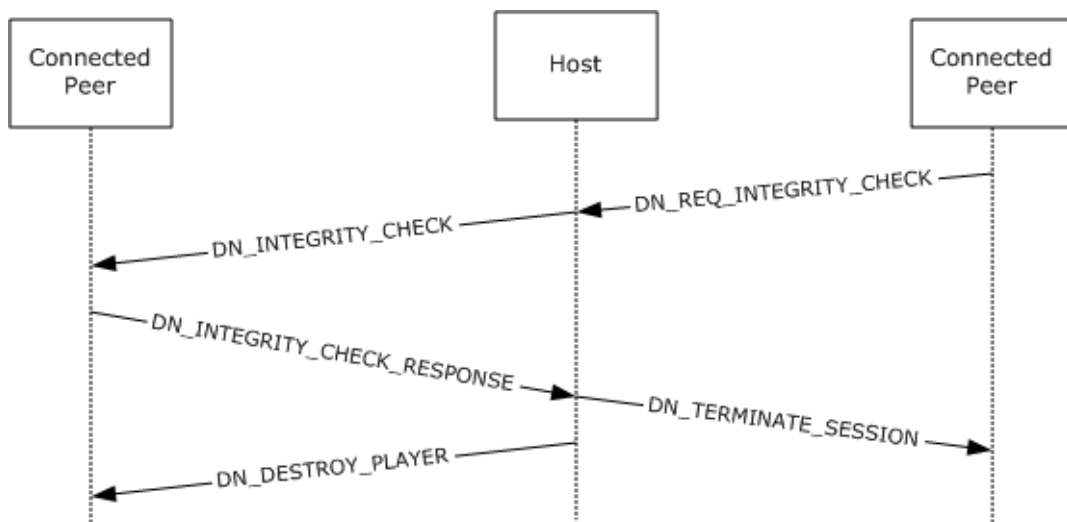 Connected
Peer
Host
Connected
Peer
DN_REQ_INTEGRITY_CHECK
DN_INTEGRITY_CHECK
DN_INTEGRITY_CHECK_RESPONSE
DN_TERMINATE_SESSION
DN_DESTROY_PLAYER